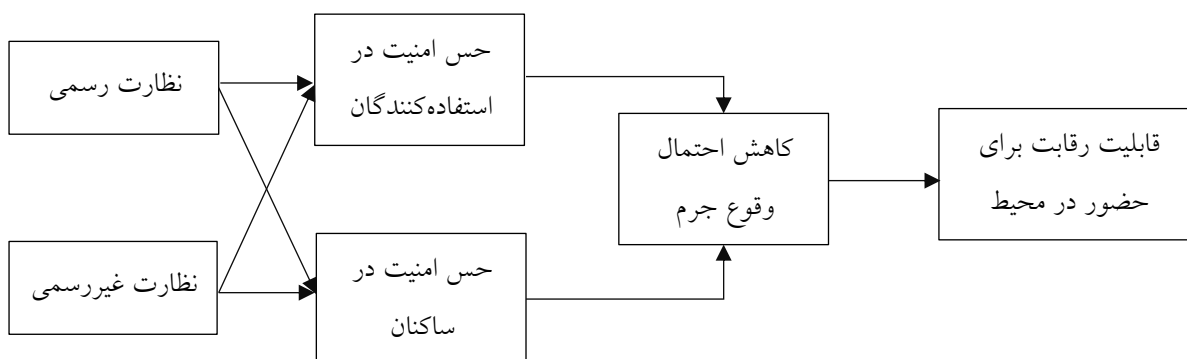 نظارت رسمی
نظارت غیررسمی
حس امنیت در
استفاده‌کنندگان
حس امنیت در
ساکنان
کاهش احتمال
وقوع جرم
قابلیت رقابت برای
حضور در محیط